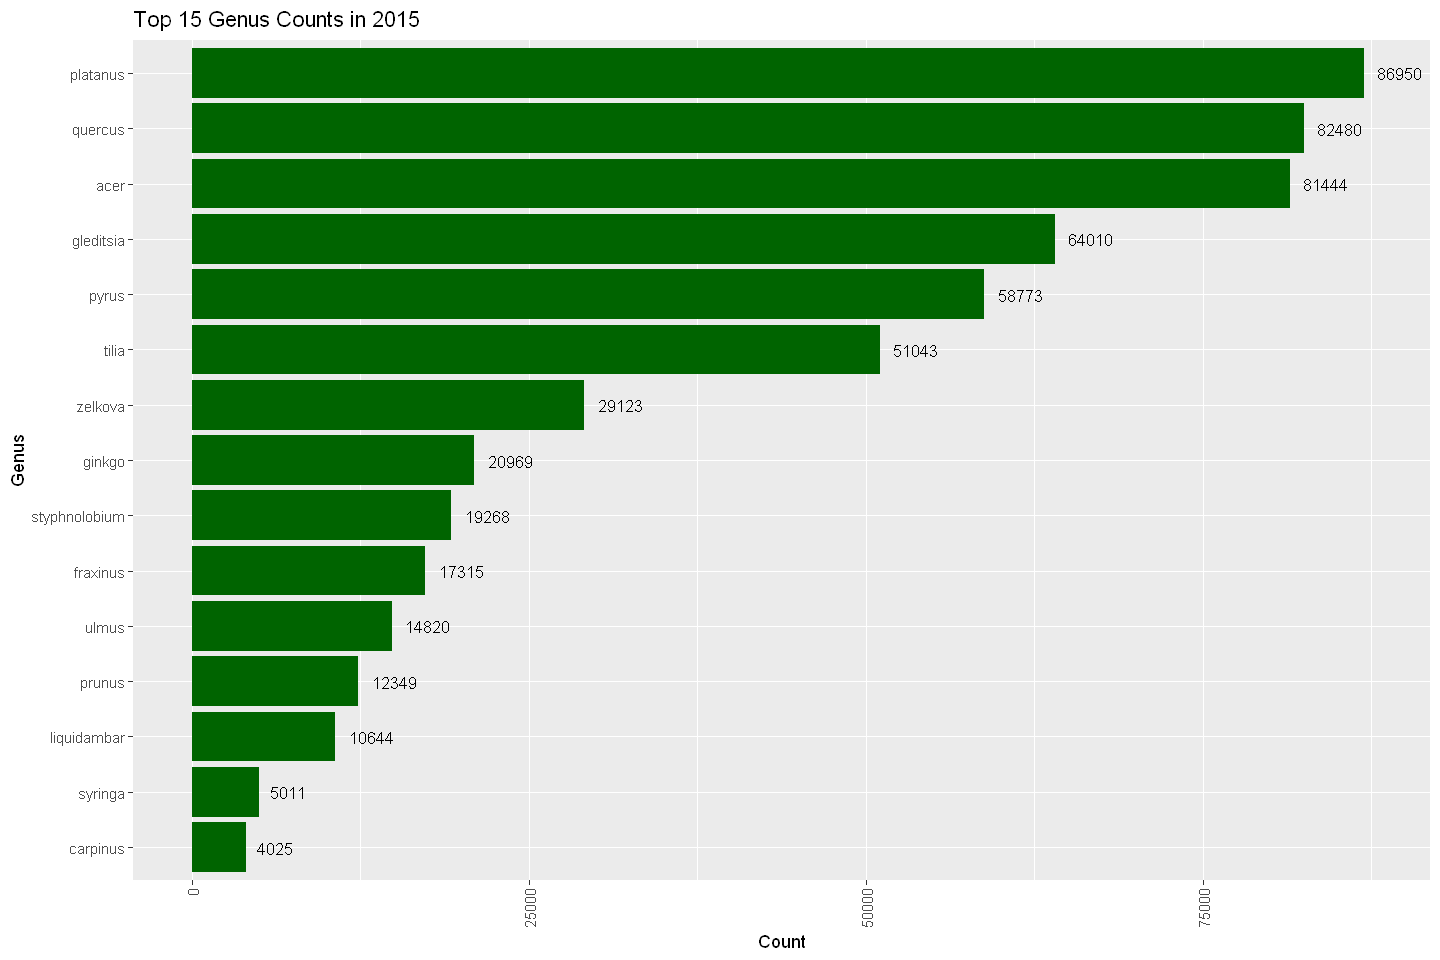 Top 15 Genus Counts in 2015
Genus
platanus 86950
quercus 82480
acer 81444
gleditsia 64010
pyrus 58773
tilia 51043
zelkova 29123
ginkgo 20969
styphnolobium 19268
fraxinus 17315
ulmus 14820
prunus 12349
liquidambar 10644
syringa 5011
carpinus 4025
0 25000 50000 75000
Count